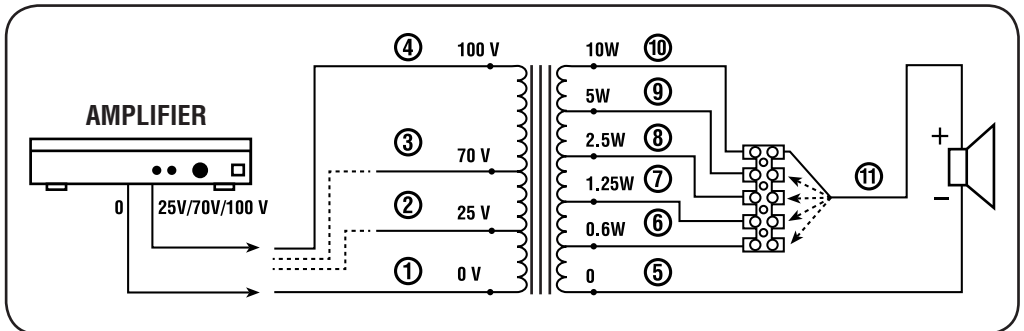 AMPLIFIER
0
25V/70V/100 V
④ 100 V
③ 70 V
② 25 V
① 0 V
10W ⑩
5W ⑨
2.5W ⑧
1.25W ⑦
0.6W ⑥
0 ⑤
⑪
+
−